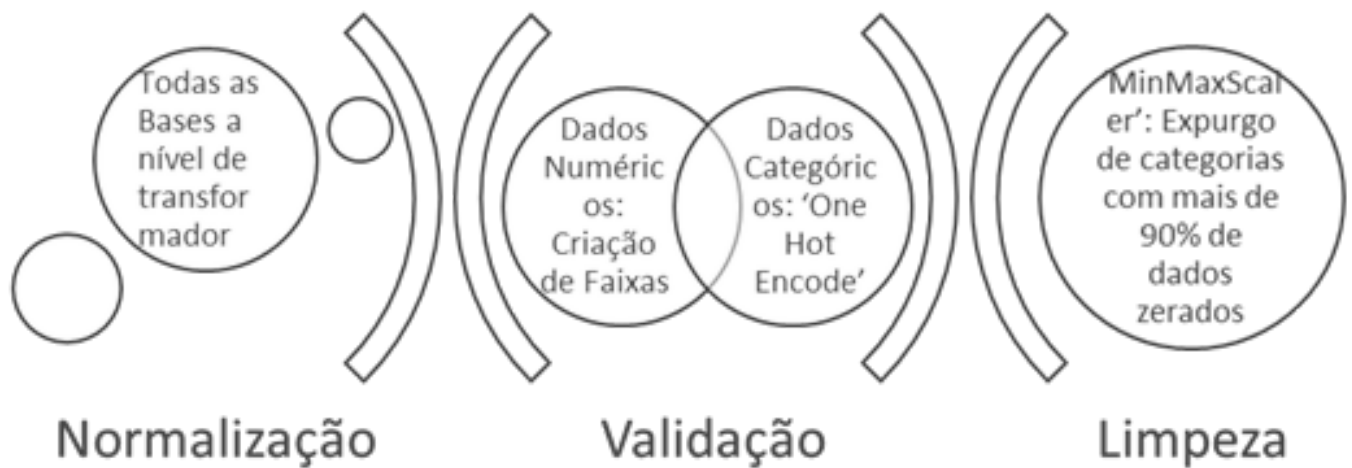 Todas as
Bases a
nível de
transfor
mador
Dados
Numéric
os:
Criação
de Faixas
Dados
Categóric
os: ‘One
Hot
Encode’
MinMaxScal
er’: Expurgo
de categorias
com mais de
90% de
dados
zerados
Normalização
Validação
Limpeza